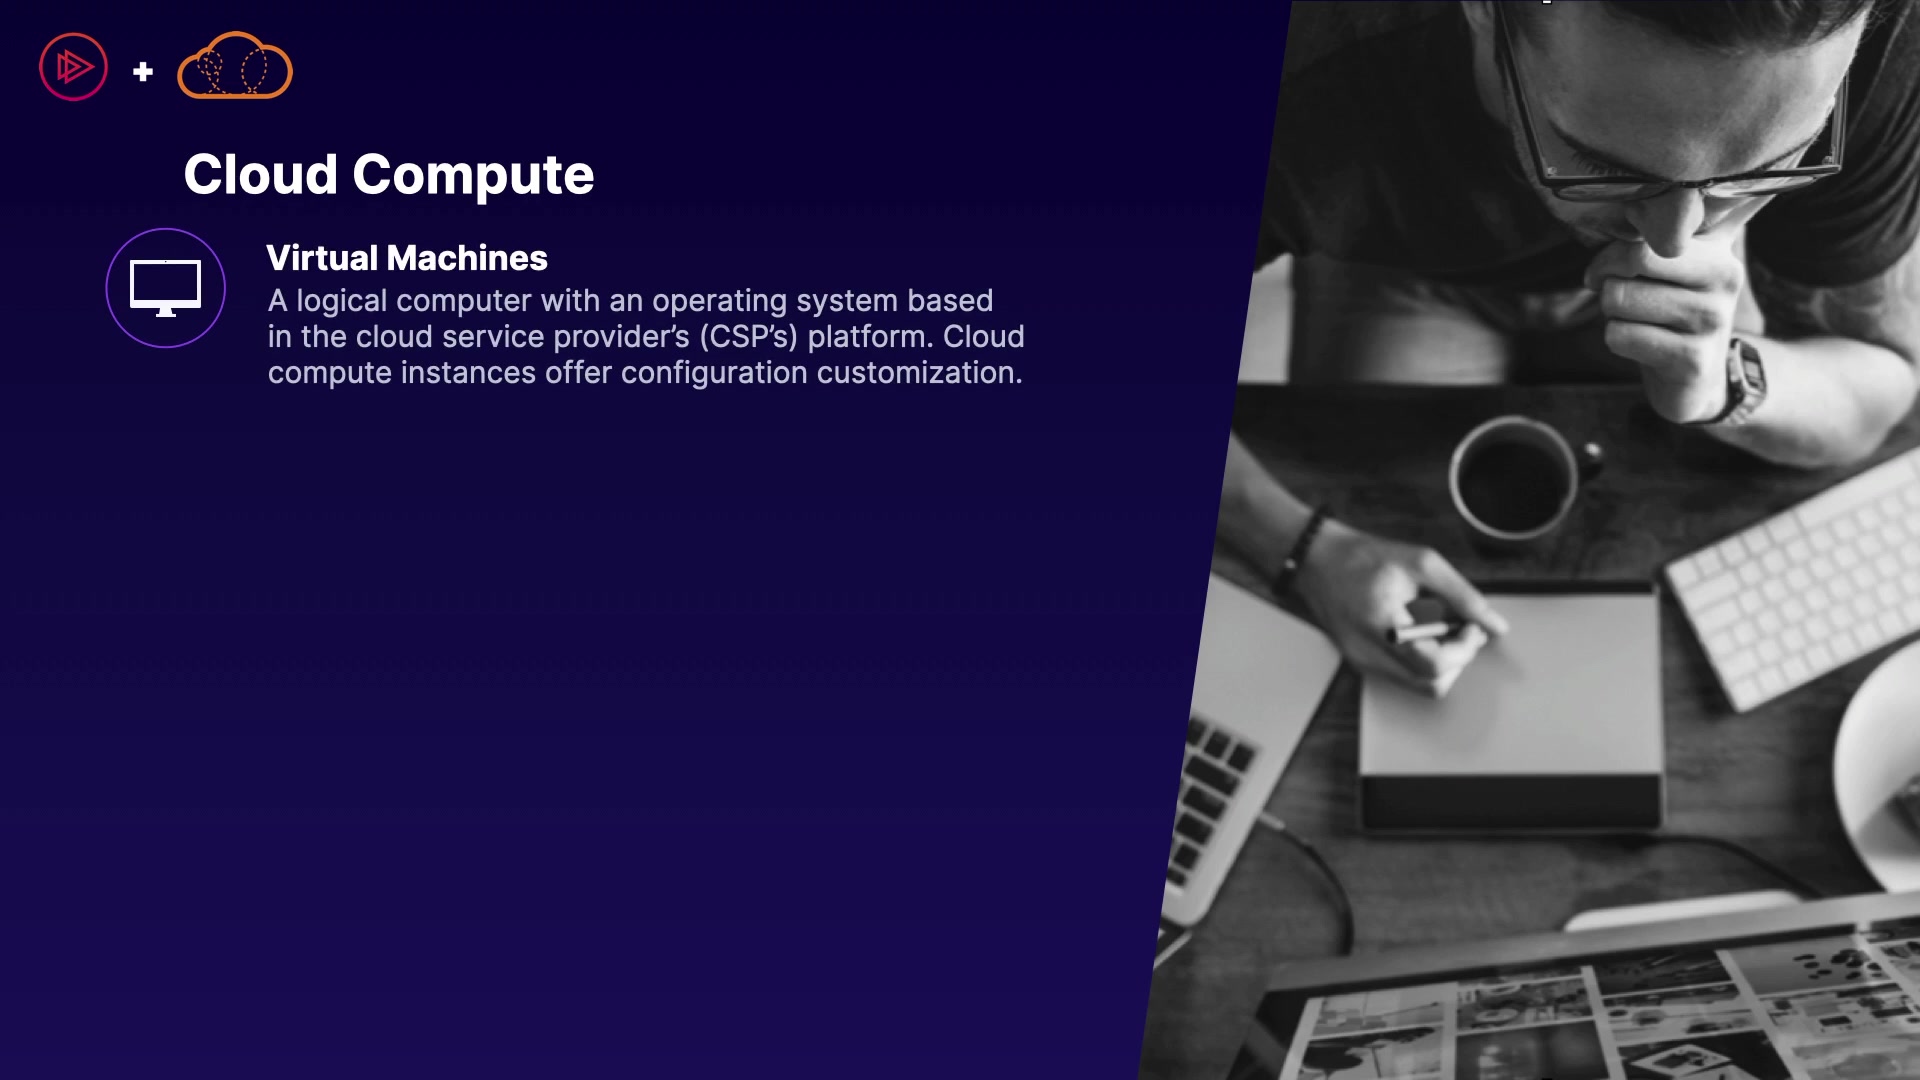 Cloud Compute
Virtual Machines
A logical computer with an operating system based
in the cloud service provider’s (CSP’s) platform. Cloud
compute instances offer configuration customization.